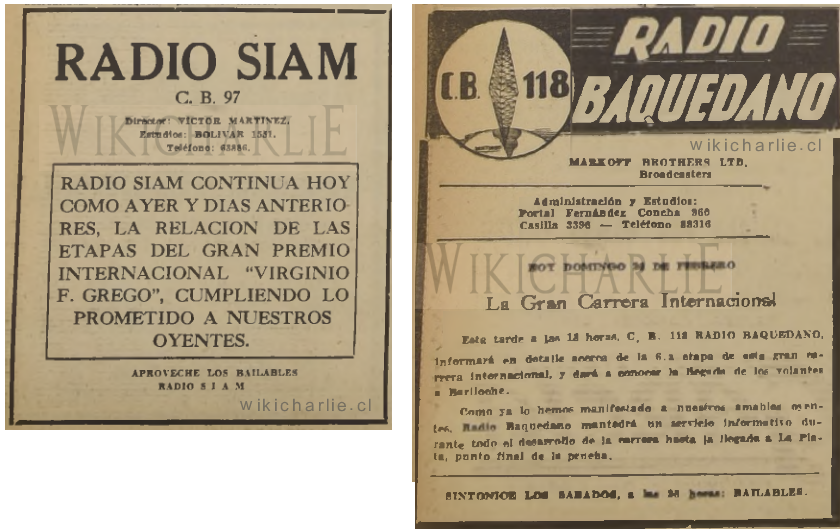 RADIO SIAM
C. B. 97
Director: VICTOR MARTINEZ.
Estudios: BOLIVAR 1531.
Teléfono: 63886.
WIKICHARLIE
RADIO SIAM CONTINUA HOY
COMO AYER Y DIAS ANTERIO-
RES, LA RELACION DE LAS
ETAPAS DEL GRAN PREMIO
INTERNACIONAL “VIRGINIO
F. GREGO”, CUMPLIENDO LO
PROMETIDO A NUESTROS
OYENTES.
APROVECHE LOS BAILABLES
RADIO SIAM
wikicharlie.cl
RADIO
BAQUEDANO
C.B. 118
wikicharlie.cl
MARKOFF BROTHERS LTD.
Broadcasters
Administración y Estudios:
Portal Fernández Concha 960
Casilla 3396 — Teléfono 88316
WIKICHARLIE
HOY DOMINGO DE FEBRERO
La Gran Carrera Internacional
Esta tarde a las horas, C. B. 118 RADIO BAQUEDANO,
informará en detalle acerca de la 6.a etapa de esta gran ca-
rrera internacional, y dará a conocer la llegada de los volantes
a Bariloche.
Como ya lo hemos manifestado a nuestros amables oyen-
tes, Radio Baquedano mantedrá un servicio informativo du-
rante todo el desarrollo de la carrera hasta la llegada a La Pla-
ta, punto final de la prueba.
SINTONICE LOS SABADOS, a las horas: BAILABLES.